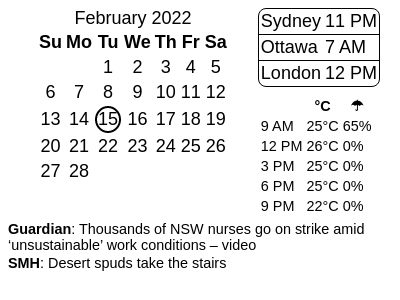 February 2022
Su Mo Tu We Th Fr Sa
1 2 3 4 5
6 7 8 9 10 11 12
13 14 15 16 17 18 19
20 21 22 23 24 25 26
27 28
Sydney 11 PM
Ottawa 7 AM
London 12 PM
°C ☂
9 AM 25°C 65%
12 PM 26°C 0%
3 PM 25°C 0%
6 PM 25°C 0%
9 PM 22°C 0%
Guardian: Thousands of NSW nurses go on strike amid
‘unsustainable’ work conditions – video
SMH: Desert spuds take the stairs